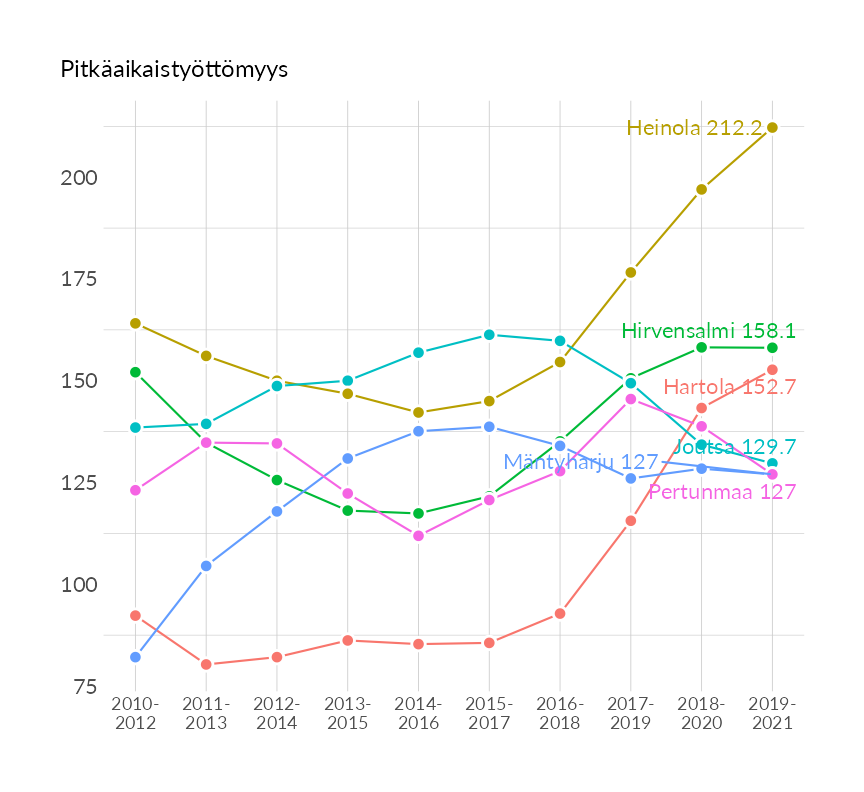 Pitkäaikaistyöttömyys
Heinola 212.2
200
175
Hirvensalmi 158.1
150
Hartola 152.7
Joutsa 129.7
Mäntyharju 127
125
Pertunmaa 127
100
75
2010- 2011- 2012- 2013- 2014- 2015- 2016- 2017- 2018- 2019-
2012 2013 2014 2015 2016 2017 2018 2019 2020 2021